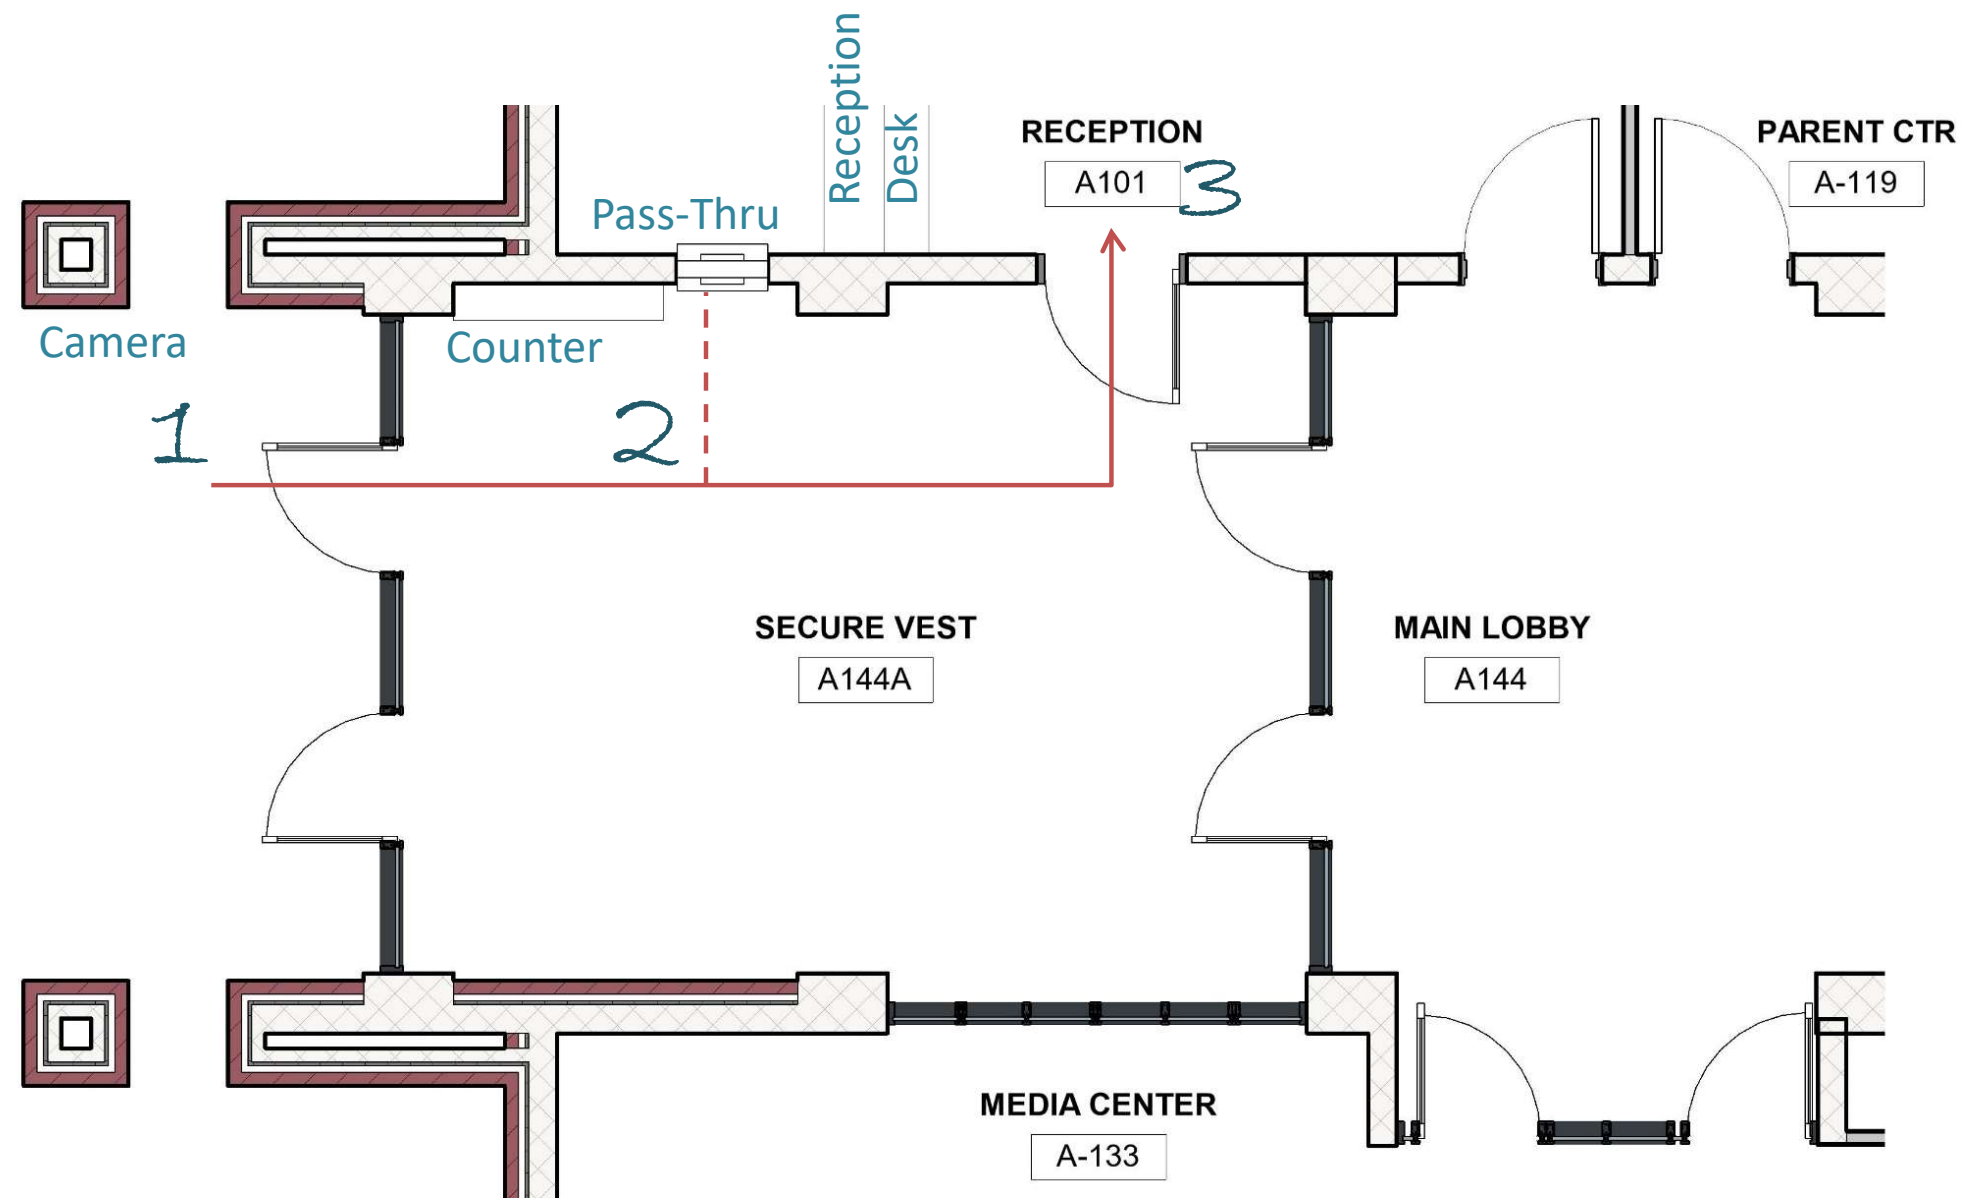 Reception
Desk
RECEPTION
A101
3
PARENT CTR
A-119
Pass-Thru
Camera
Counter
1
2
SECURE VEST
A144A
MAIN LOBBY
A144
MEDIA CENTER
A-133